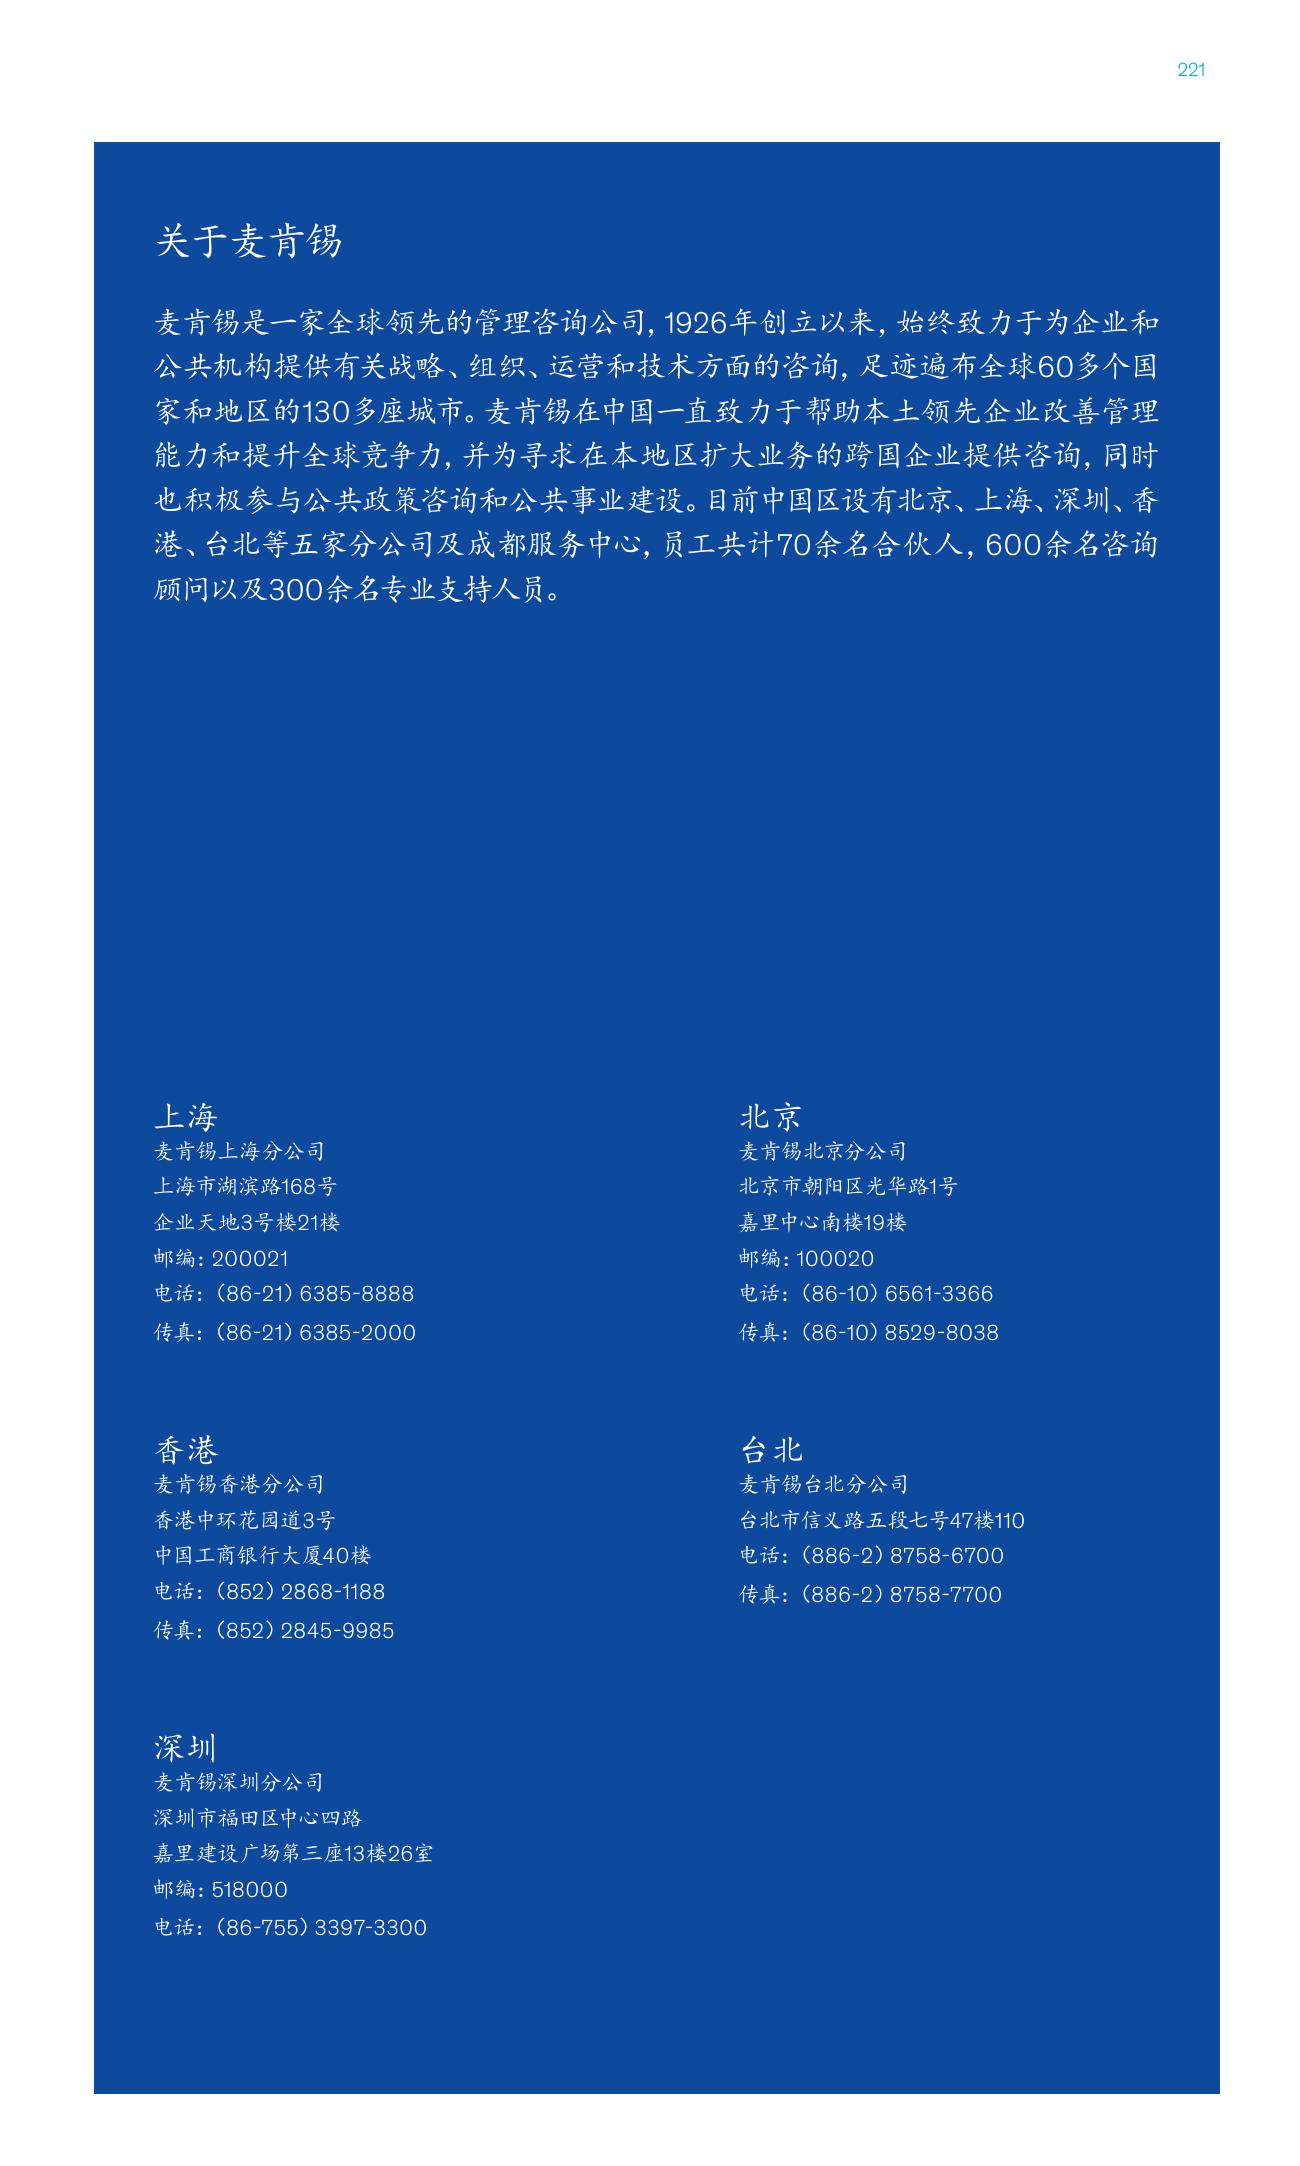 221
关于麦肯锡
麦肯锡是一家全球领先的管理咨询公司，1926年创立以来，始终致力于为企业和
公共机构提供有关战略、组织、运营和技术方面的咨询，足迹遍布全球60多个国
家和地区的130多座城市。麦肯锡在中国一直致力于帮助本土领先企业改善管理
能力和提升全球竞争力，并为寻求在本地区扩大业务的跨国企业提供咨询，同时
也积极参与公共政策咨询和公共事业建设。目前中国区设有北京、上海、深圳、香
港、台北等五家分公司及成都服务中心，员工共计70余名合伙人，600余名咨询
顾问以及300余名专业支持人员。
上海
麦肯锡上海分公司
上海市湖滨路168号
企业天地3号楼21楼
邮编：200021
电话：（86-21）6385-8888
传真：（86-21）6385-2000
北京
麦肯锡北京分公司
北京市朝阳区光华路1号
嘉里中心南楼19楼
邮编：100020
电话：（86-10）6561-3366
传真：（86-10）8529-8038
香港
麦肯锡香港分公司
香港中环花园道3号
中国工商银行大厦40楼
电话：（852）2868-1188
传真：（852）2845-9985
台北
麦肯锡台北分公司
台北市信义路五段七号47楼110
电话：（886-2）8758-6700
传真：（886-2）8758-7700
深圳
麦肯锡深圳分公司
深圳市福田区中心四路
嘉里建设广场第三座13楼26室
邮编：518000
电话：（86-755）3397-3300